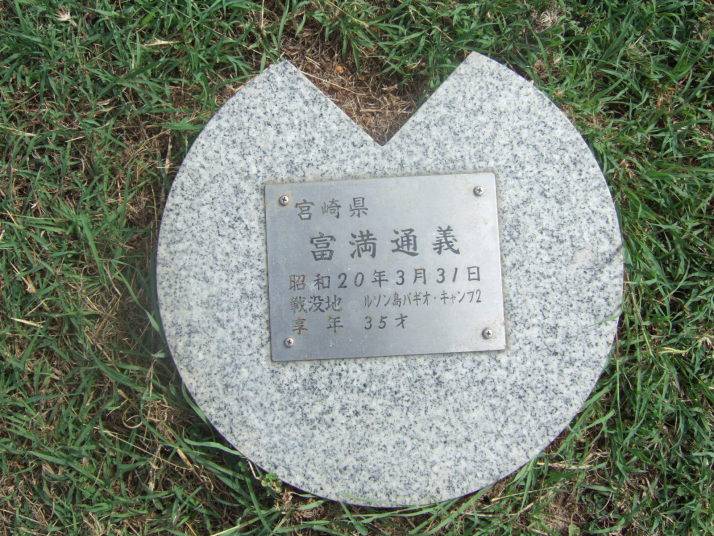 宮崎県
富満通義
昭和20年3月31日
戦没地 ルソン島バギオ・キャンプ2
享年 35才